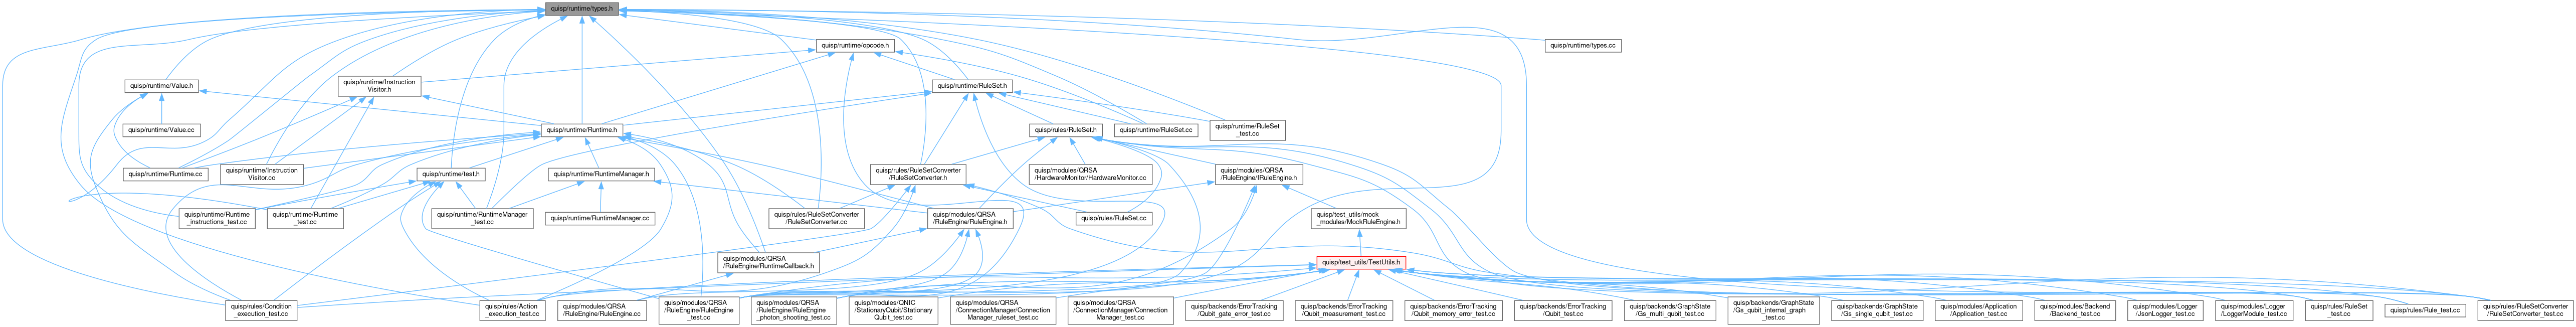 quisp/runtime/types.h
quisp/runtime/opcode.h
quisp/runtime/types.cc
quisp/runtime/Value.h
quisp/runtime/Instruction
Visitor.h
quisp/runtime/RuleSet.h
quisp/runtime/Value.cc
quisp/runtime/Runtime.h
quisp/rules/RuleSet.h
quisp/runtime/RuleSet.cc
quisp/runtime/RuleSet
_test.cc
quisp/runtime/Runtime.cc
quisp/runtime/Instruction
Visitor.cc
quisp/runtime/test.h
quisp/runtime/RuntimeManager.h
quisp/rules/RuleSetConverter
/RuleSetConverter.h
quisp/modules/QRSA
/HardwareMonitor/HardwareMonitor.cc
quisp/modules/QRSA
/RuleEngine/IRuleEngine.h
quisp/runtime/Runtime
_instructions_test.cc
quisp/runtime/Runtime
_test.cc
quisp/runtime/RuntimeManager
_test.cc
quisp/runtime/RuntimeManager.cc
quisp/rules/RuleSetConverter
/RuleSetConverter.cc
quisp/modules/QRSA
/RuleEngine/RuleEngine.h
quisp/rules/RuleSet.cc
quisp/test_utils/mock
_modules/MockRuleEngine.h
quisp/modules/QRSA
/RuleEngine/RuntimeCallback.h
quisp/test_utils/TestUtils.h
quisp/rules/Condition
_execution_test.cc
quisp/rules/Action
_execution_test.cc
quisp/modules/QRSA
/RuleEngine/RuleEngine.cc
quisp/modules/QRSA
/RuleEngine/RuleEngine
_test.cc
quisp/modules/QRSA
/RuleEngine/RuleEngine
_photon_shooting_test.cc
quisp/modules/QNIC
/StationaryQubit/Stationary
Qubit_test.cc
quisp/modules/QRSA
/ConnectionManager/Connection
Manager_ruleset_test.cc
quisp/modules/QRSA
/ConnectionManager/Connection
Manager_test.cc
quisp/backends/ErrorTracking
/Qubit_gate_error_test.cc
quisp/backends/ErrorTracking
/Qubit_measurement_test.cc
quisp/backends/ErrorTracking
/Qubit_memory_error_test.cc
quisp/backends/ErrorTracking
/Qubit_test.cc
quisp/backends/GraphState
/Gs_multi_qubit_test.cc
quisp/backends/GraphState
/Gs_qubit_internal_graph
_test.cc
quisp/backends/GraphState
/Gs_single_qubit_test.cc
quisp/modules/Application
/Application_test.cc
quisp/modules/Backend
/Backend_test.cc
quisp/modules/Logger
/JsonLogger_test.cc
quisp/modules/Logger
/LoggerModule_test.cc
quisp/rules/RuleSet
_test.cc
quisp/rules/Rule_test.cc
quisp/rules/RuleSetConverter
/RuleSetConverter_test.cc